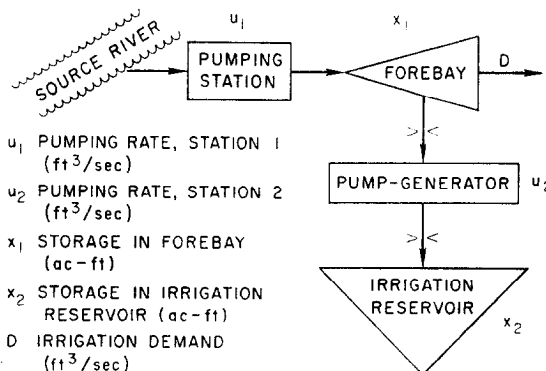 u₁
x₁
SOURCE RIVER
PUMPING
STATION
FOREBAY
D
u₁ PUMPING RATE, STATION 1
(ft³/sec)
u₂ PUMPING RATE, STATION 2
(ft³/sec)
x₁ STORAGE IN FOREBAY
(ac-ft)
x₂ STORAGE IN IRRIGATION
RESERVOIR (ac-ft)
D IRRIGATION DEMAND
(ft³/sec)
PUMP-GENERATOR
u₂
IRRIGATION
RESERVOIR
x₂